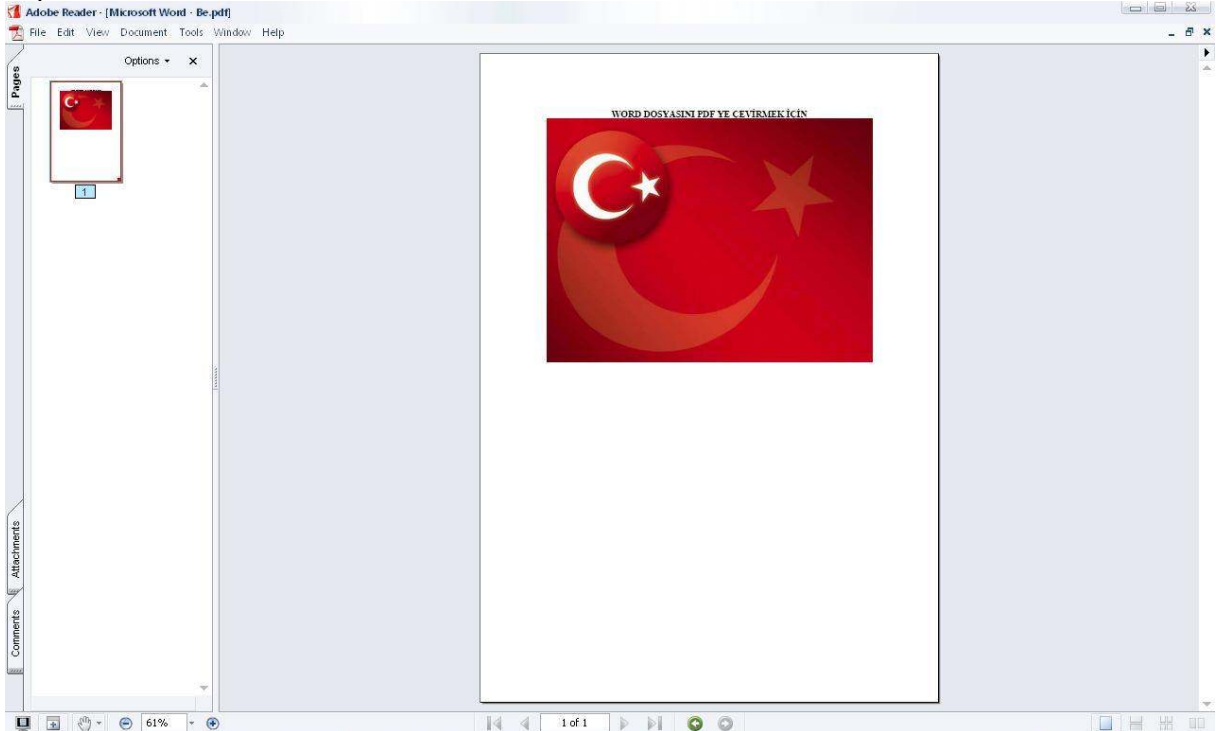 Adobe Reader - [Microsoft Word - Be.pdf]
File Edit View Document Tools Window Help
Options
Pages
1
WORD DOSYASINI PDF YE ÇEVİRMEK İÇİN
Attachments
Comments
61%
1 of 1